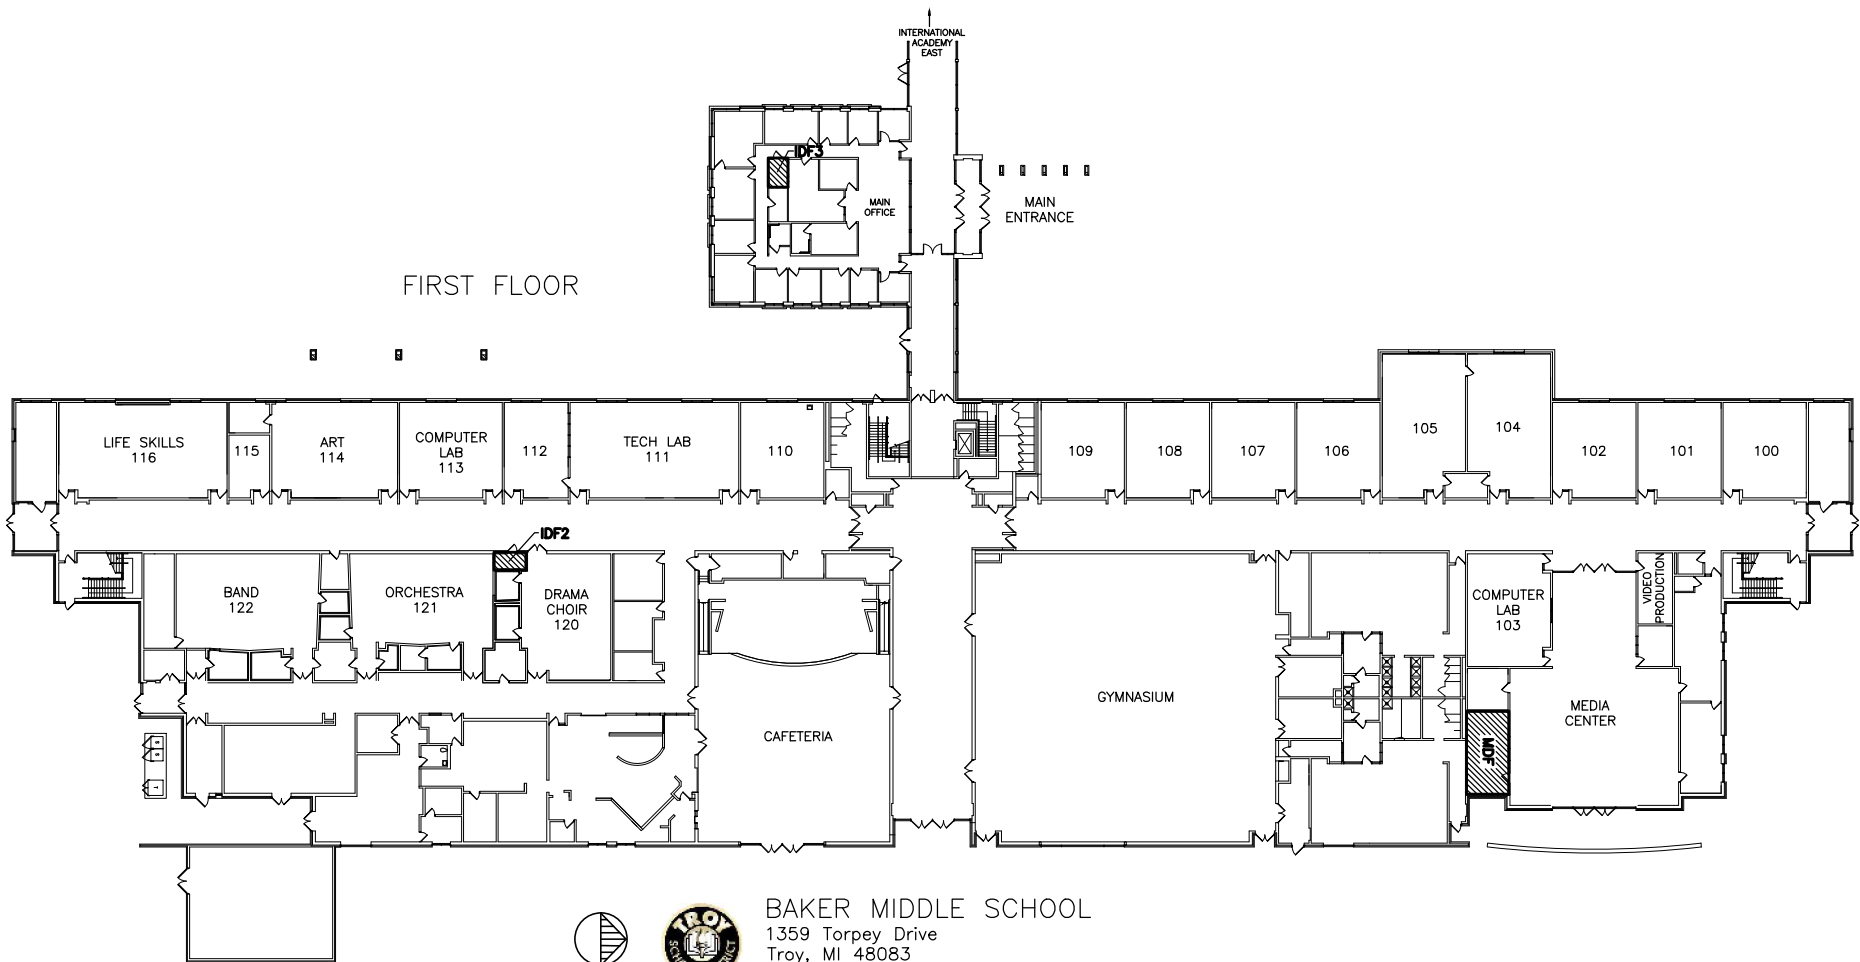 INTERNATIONAL
ACADEMY
EAST
IDF3
MAIN
OFFICE
MAIN
ENTRANCE
FIRST FLOOR
LIFE SKILLS
116
115
ART
114
COMPUTER
LAB
113
112
TECH LAB
111
110
109
108
107
106
105
104
102
101
100
IDF2
BAND
122
ORCHESTRA
121
DRAMA
CHOIR
120
COMPUTER
LAB
103
VIDEO
PRODUCTION
CAFETERIA
GYMNASIUM
MEDIA
CENTER
MDF
TROY
BAKER MIDDLE SCHOOL
1359 Torpey Drive
Troy, MI 48083